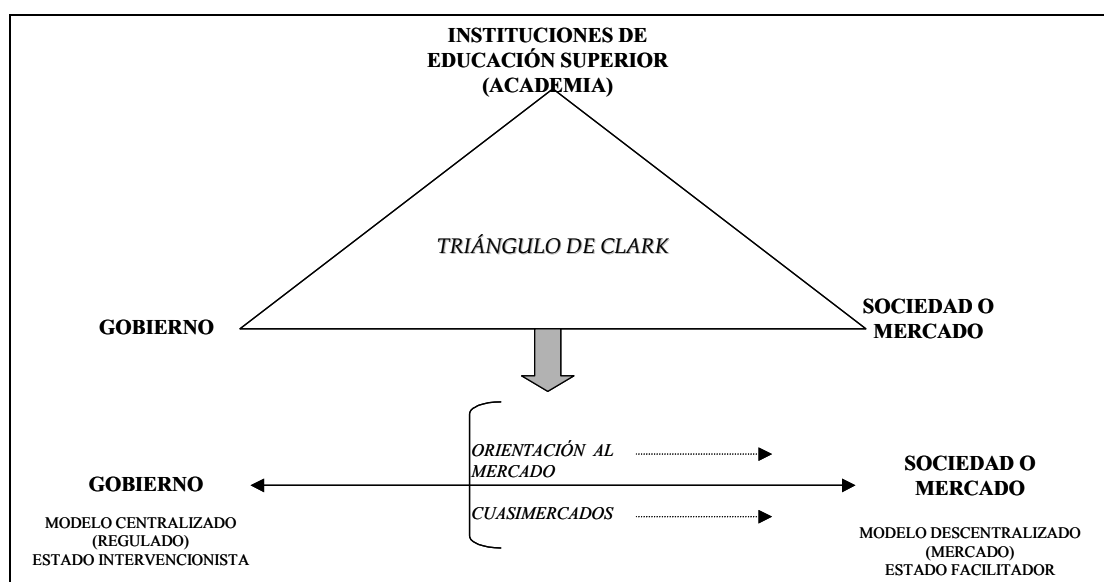 INSTITUCIONES DE
EDUCACIÓN SUPERIOR
(ACADEMIA)
TRIÁNGULO DE CLARK
GOBIERNO
SOCIEDAD O
MERCADO
ORIENTACIÓN AL
MERCADO
GOBIERNO
SOCIEDAD O
MERCADO
CUASIMERCADOS
MODELO CENTRALIZADO
(REGULADO)
ESTADO INTERVENCIONISTA
MODELO DESCENTRALIZADO
(MERCADO)
ESTADO FACILITADOR